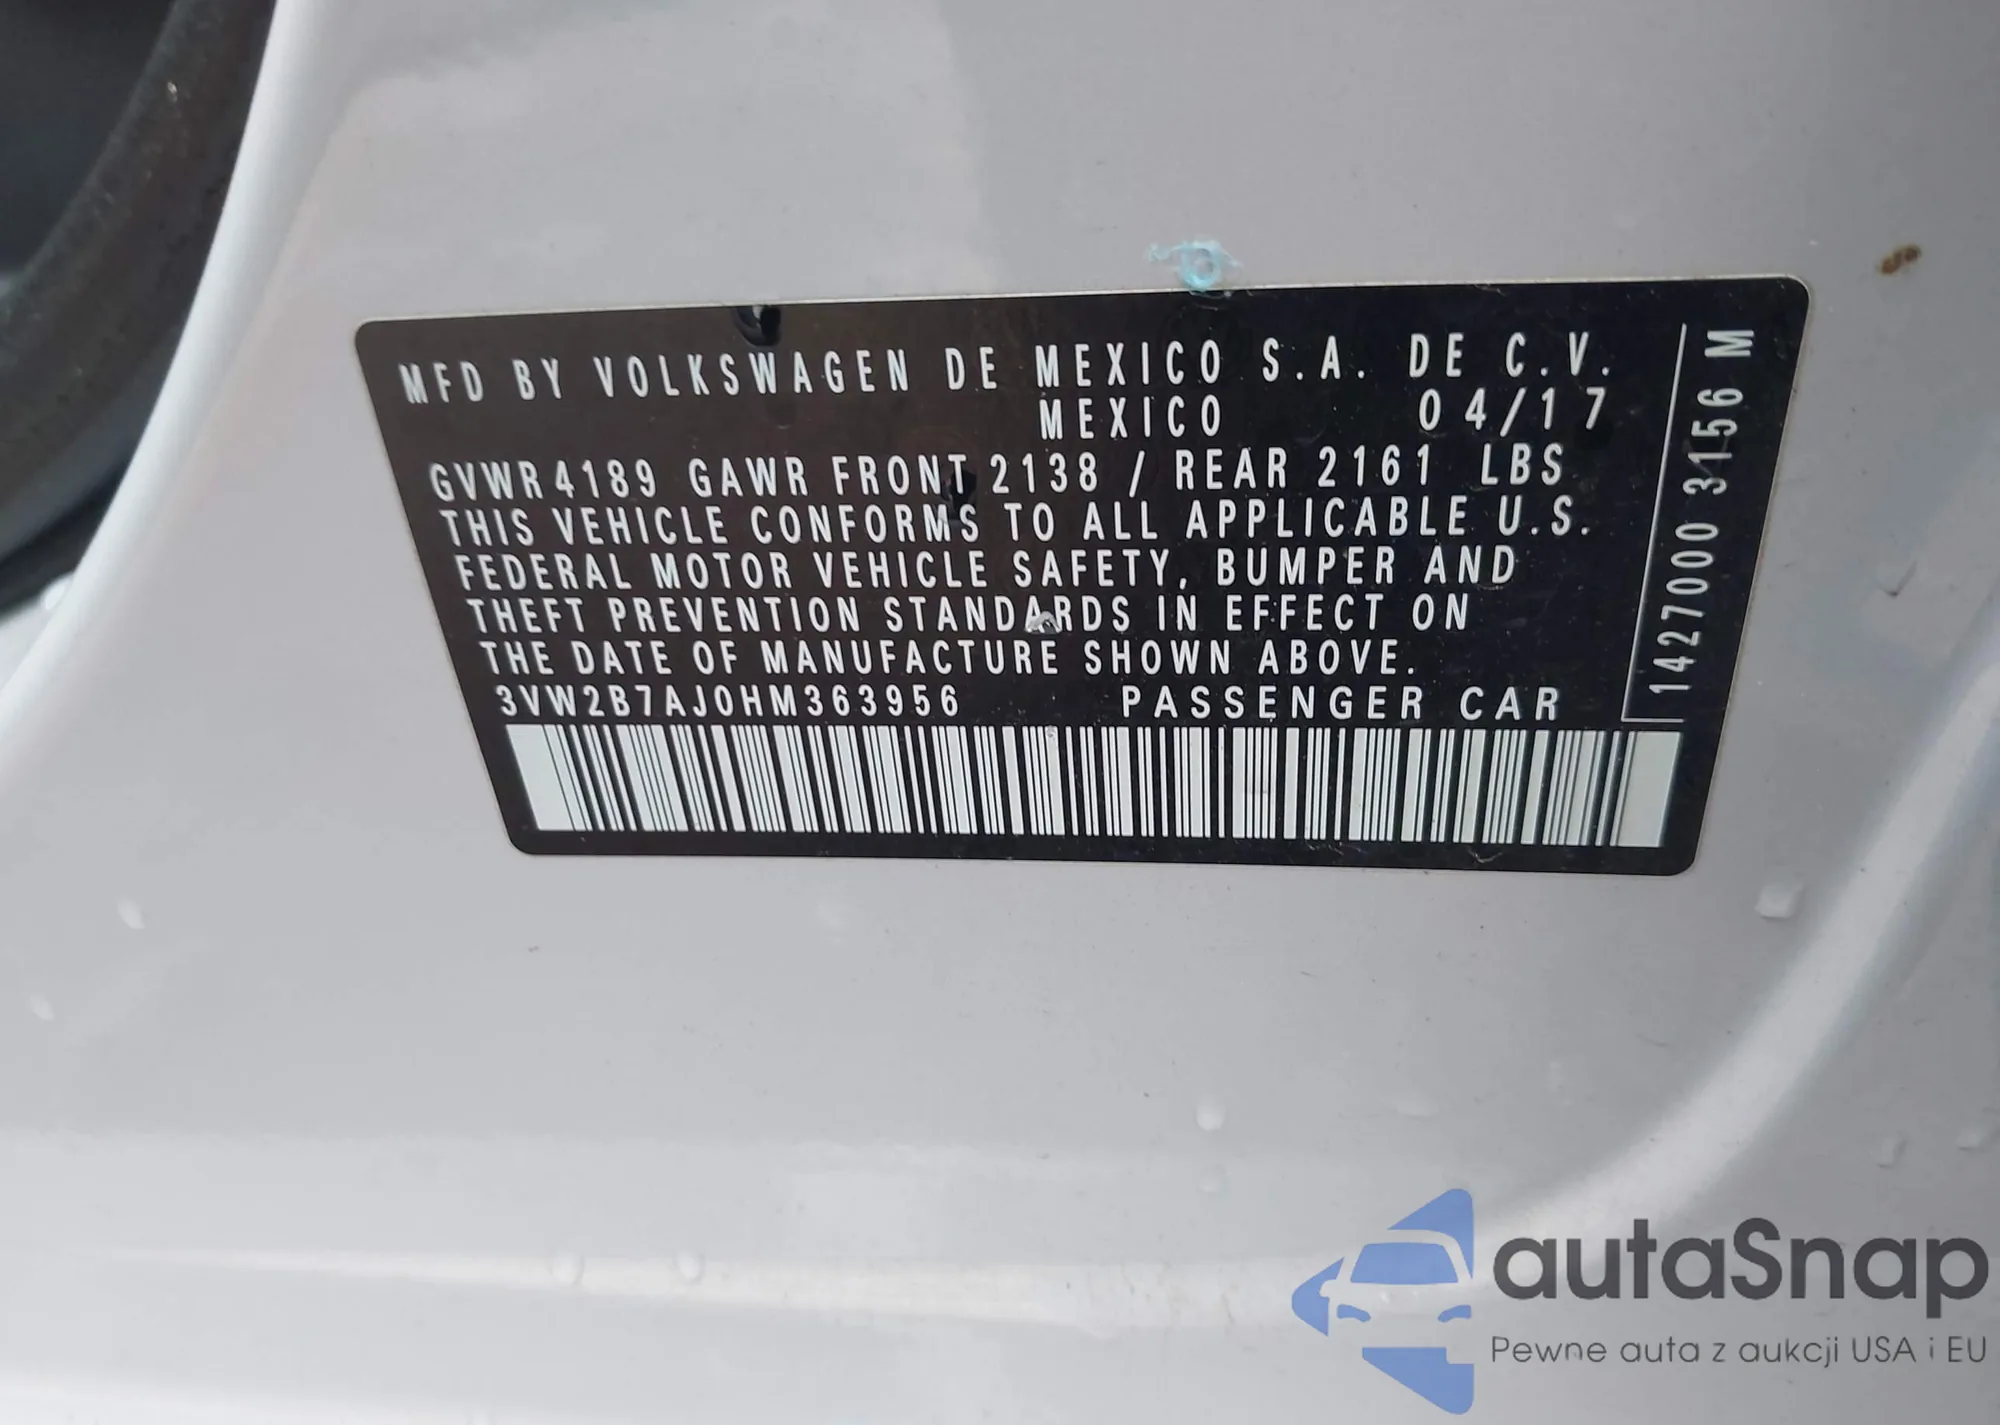 MFD BY VOLKSWAGEN DE MEXICO S.A. DE C.V.
MEXICO 04/17
GVWR 4189 GAWR FRONT 2138 / REAR 2161 LBS
THIS VEHICLE CONFORMS TO ALL APPLICABLE U.S.
FEDERAL MOTOR VEHICLE SAFETY, BUMPER AND
THEFT PREVENTION STANDARDS IN EFFECT ON
THE DATE OF MANUFACTURE SHOWN ABOVE.
3VW2B7AJ0HM363956 PASSENGER CAR
1427000 3156 M
autaSnap
Pewne auta z aukcji USA i EU